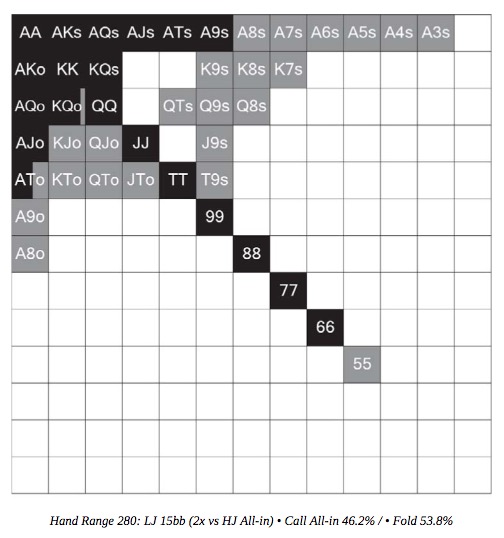 AA AKs AQs AJs ATs A9s A8s A7s A6s A5s A4s A3s
AKo KK KQs K9s K8s K7s
AQo KQo QQ QTs Q9s Q8s
AJo KJo QJo JJ J9s
ATo KTo QTo JTo TT T9s
A9o 99
A8o 88
77
66
55
Hand Range 280: LJ 15bb (2x vs HJ All-in) • Call All-in 46.2% / • Fold 53.8%